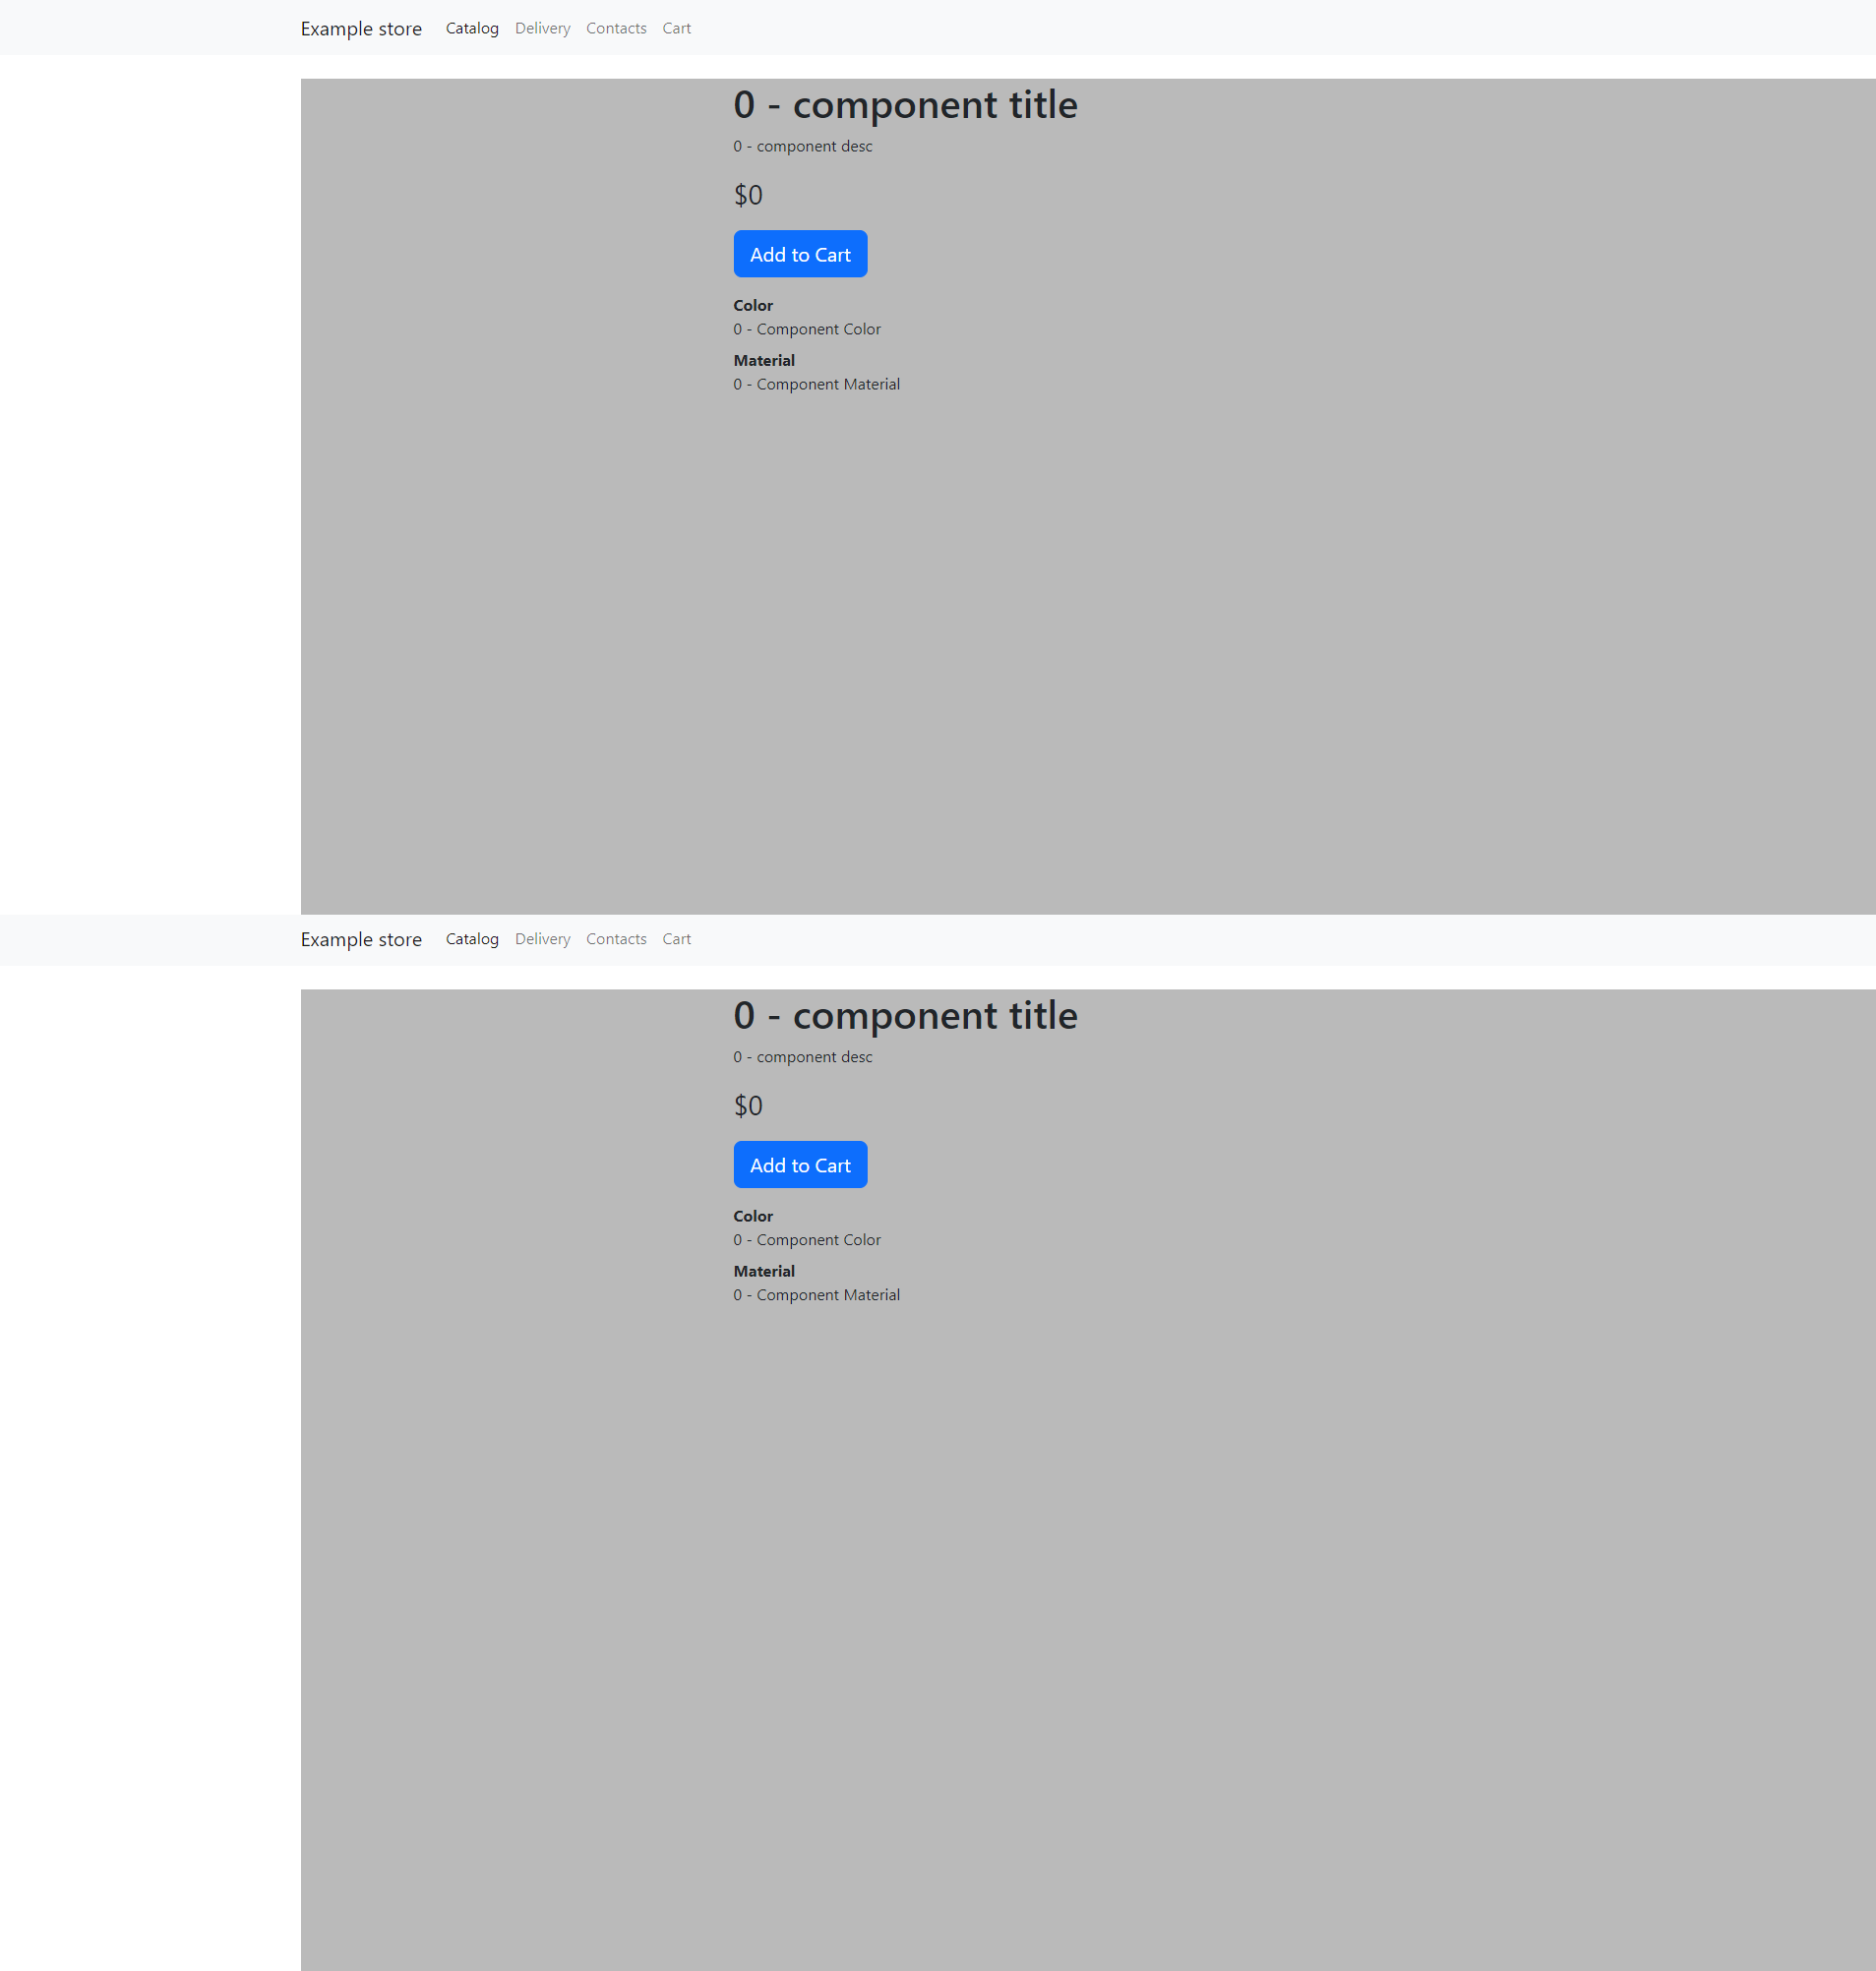 Example store Catalog Delivery Contacts Cart
0 - component title
0 - component desc
$0
Add to Cart
Color
0 - Component Color
Material
0 - Component Material
Example store Catalog Delivery Contacts Cart
0 - component title
0 - component desc
$0
Add to Cart
Color
0 - Component Color
Material
0 - Component Material